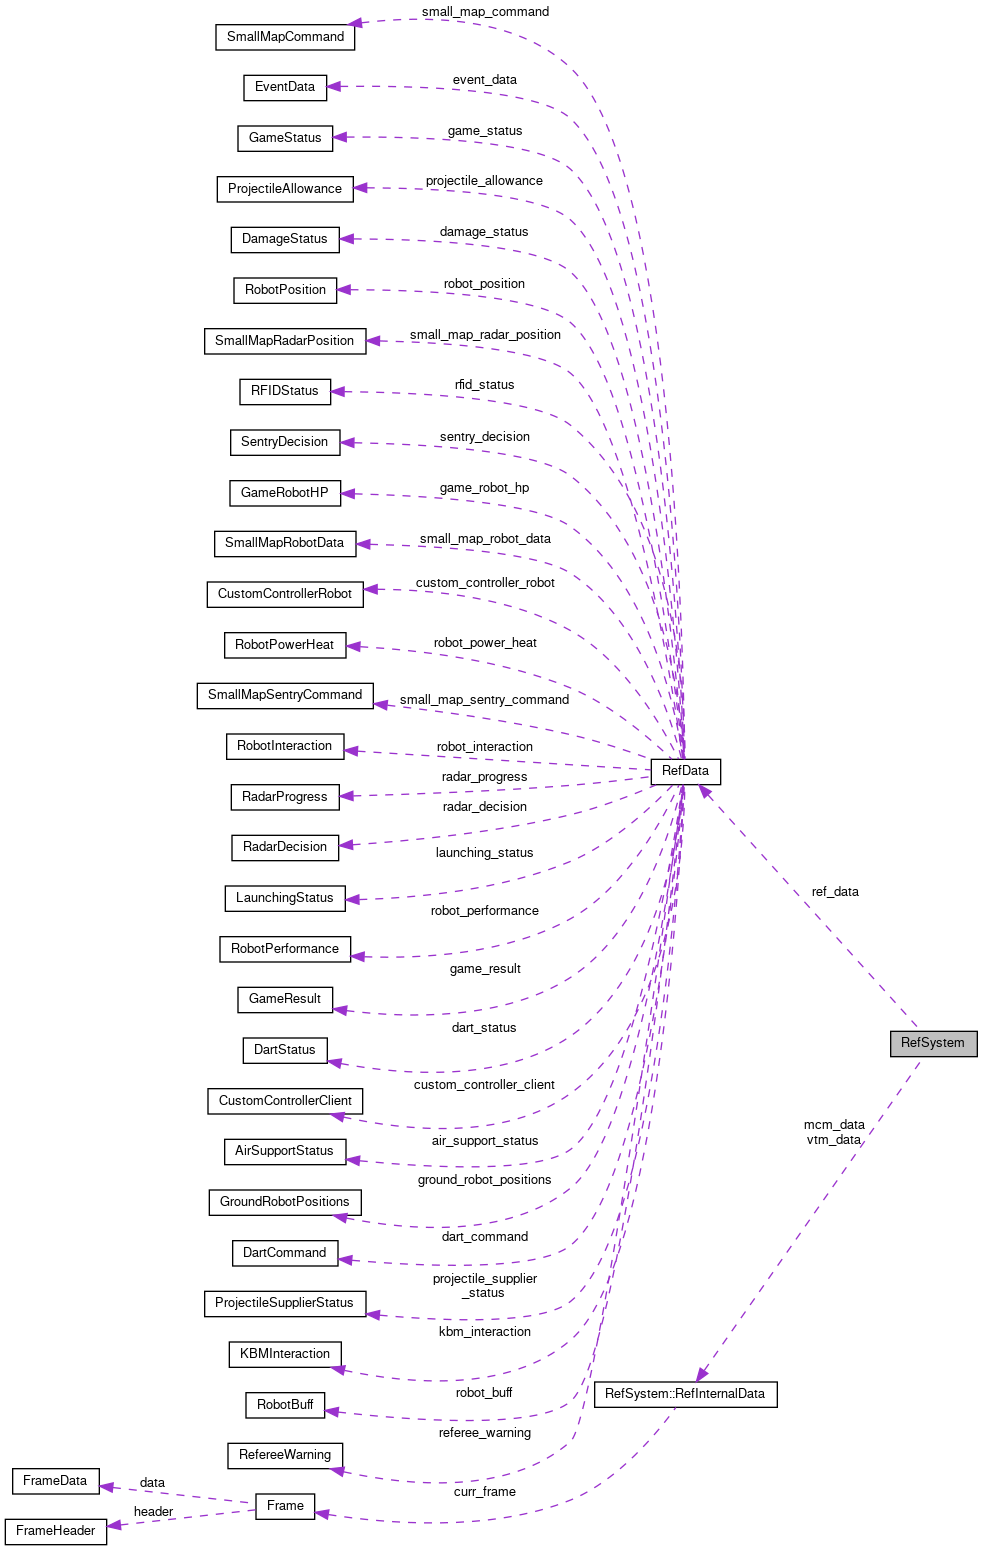 small_map_command
SmallMapCommand
event_data
EventData
game_status
GameStatus
projectile_allowance
ProjectileAllowance
damage_status
DamageStatus
robot_position
RobotPosition
small_map_radar_position
SmallMapRadarPosition
rfid_status
RFIDStatus
sentry_decision
SentryDecision
game_robot_hp
GameRobotHP
small_map_robot_data
SmallMapRobotData
custom_controller_robot
CustomControllerRobot
robot_power_heat
RobotPowerHeat
small_map_sentry_command
SmallMapSentryCommand
robot_interaction
RobotInteraction
RefData
radar_progress
RadarProgress
radar_decision
RadarDecision
launching_status
LaunchingStatus
ref_data
robot_performance
RobotPerformance
game_result
GameResult
dart_status
DartStatus
RefSystem
custom_controller_client
CustomControllerClient
mcm_data
vtm_data
air_support_status
AirSupportStatus
ground_robot_positions
GroundRobotPositions
dart_command
DartCommand
projectile_supplier
_status
ProjectileSupplierStatus
kbm_interaction
KBMInteraction
robot_buff
RobotBuff
RefSystem::RefInternalData
referee_warning
RefereeWarning
FrameData
data
curr_frame
Frame
header
FrameHeader